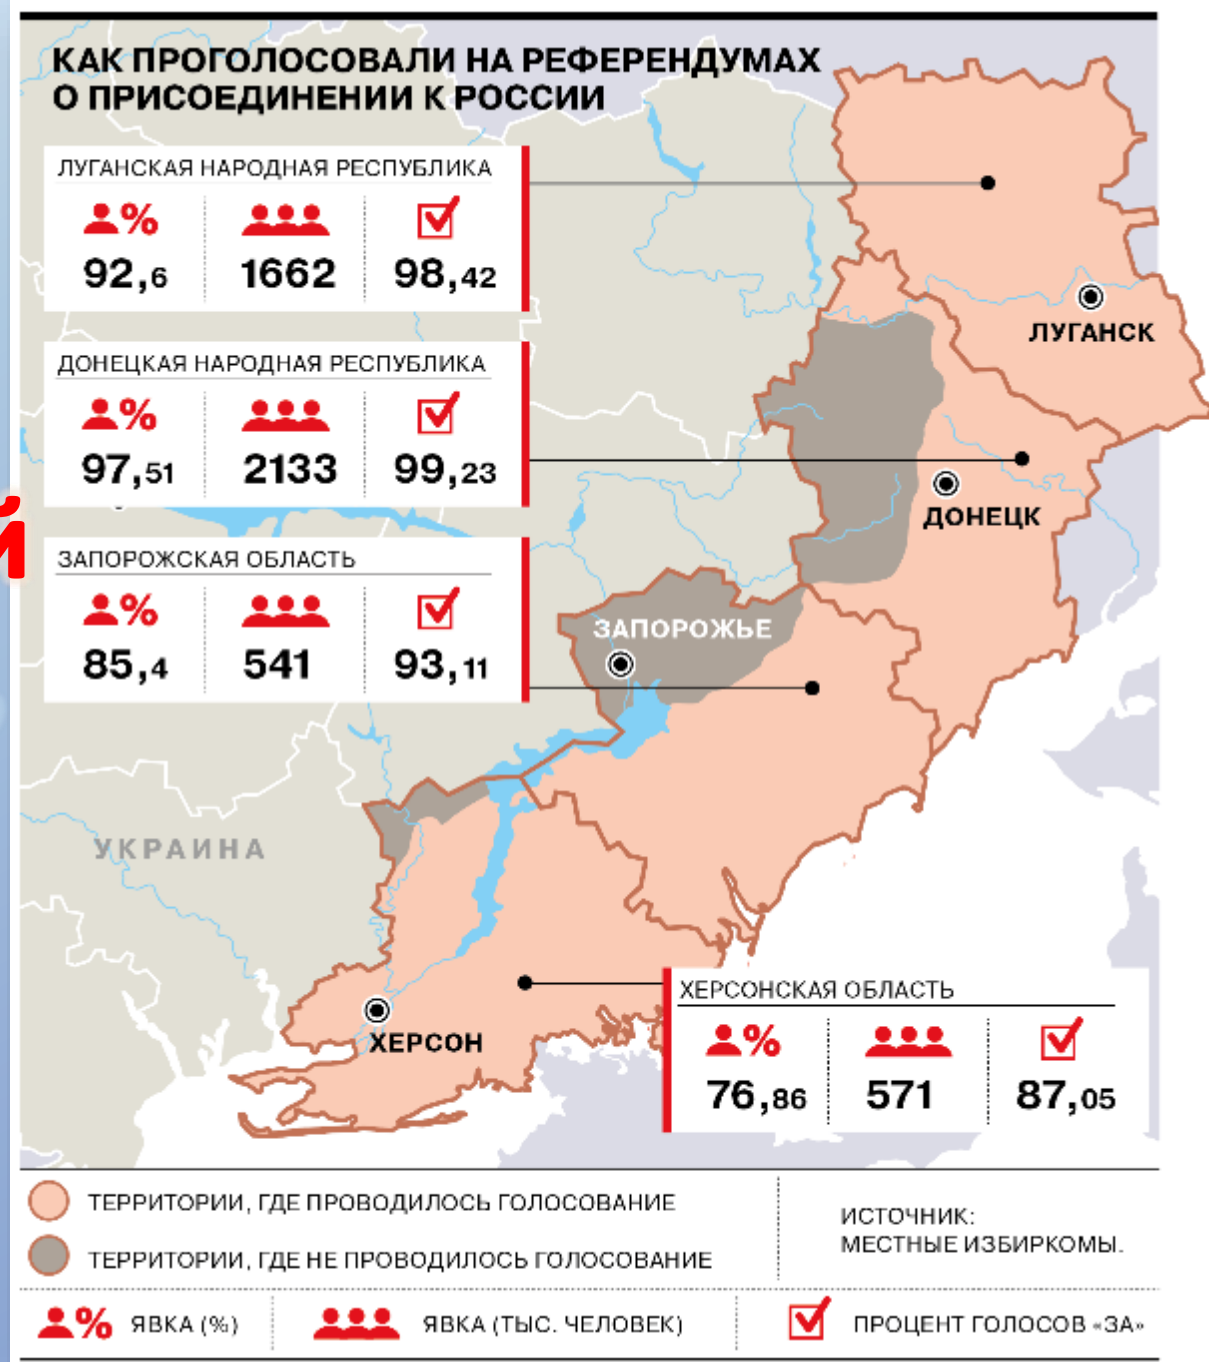 КАК ПРОГОЛОСОВАЛИ НА РЕФЕРЕНДУМАХ
О ПРИСОЕДИНЕНИИ К РОССИИ
ЛУГАНСКАЯ НАРОДНАЯ РЕСПУБЛИКА
%
92,6 1662 98,42
ДОНЕЦКАЯ НАРОДНАЯ РЕСПУБЛИКА
%
97,51 2133 99,23
Й
ЗАПОРОЖСКАЯ ОБЛАСТЬ
%
85,4 541 93,11
ЛУГАНСК
ДОНЕЦК
ЗАПОРОЖЬЕ
УКРАИНА
ХЕРСОН
ХЕРСОНСКАЯ ОБЛАСТЬ
%
76,86 571 87,05
ТЕРРИТОРИИ, ГДЕ ПРОВОДИЛОСЬ ГОЛОСОВАНИЕ
ТЕРРИТОРИИ, ГДЕ НЕ ПРОВОДИЛОСЬ ГОЛОСОВАНИЕ
ИСТОЧНИК:
МЕСТНЫЕ ИЗБИРКОМЫ.
% ЯВКА (%) ЯВКА (ТЫС. ЧЕЛОВЕК) ПРОЦЕНТ ГОЛОСОВ «ЗА»